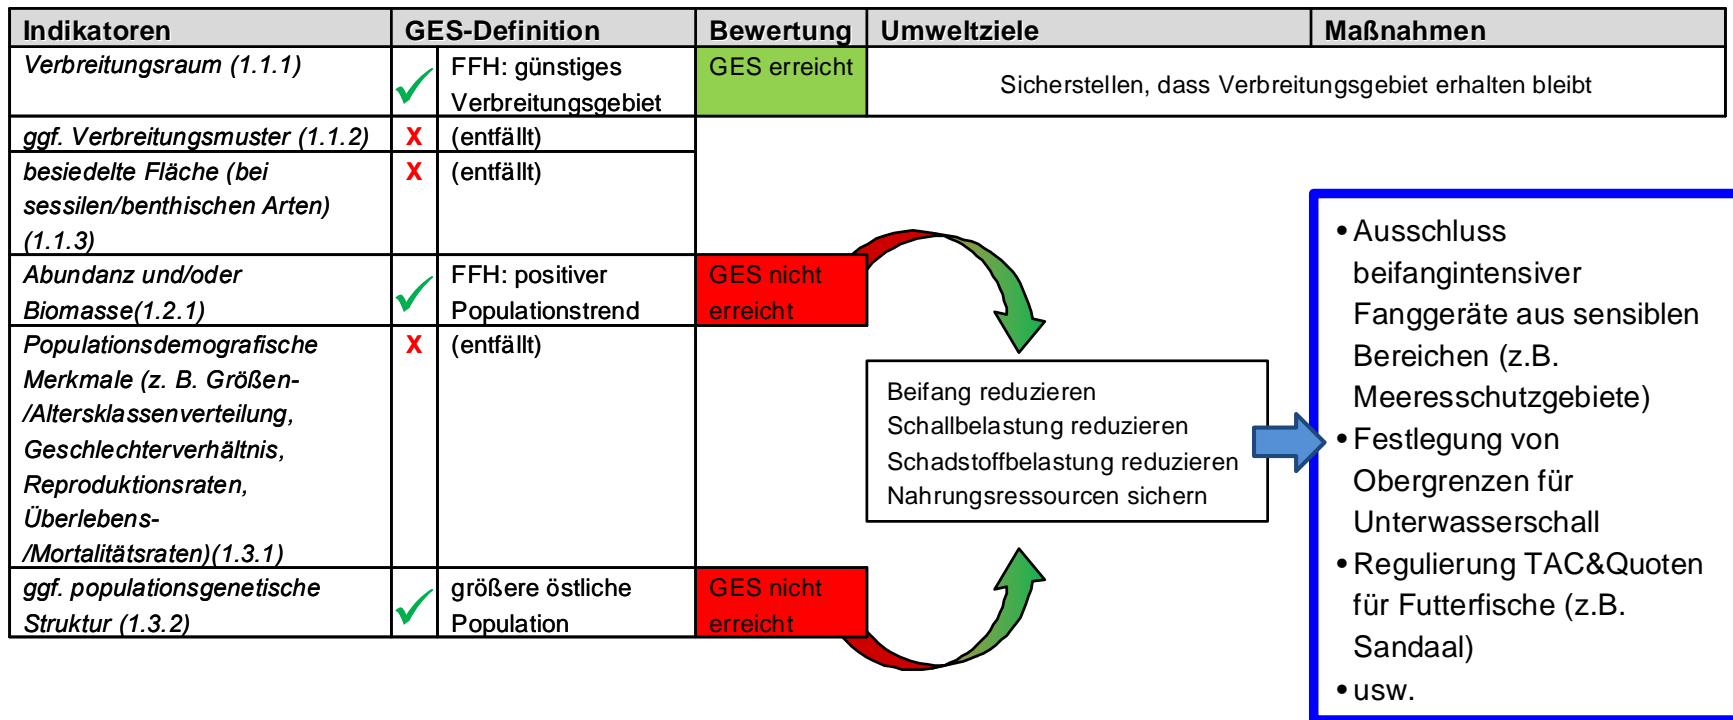 Indikatoren GES-Definition Bewertung Umweltziele Maßnahmen
Verbreitungsraum (1.1.1)
FFH: günstiges
Verbreitungsgebiet
GES erreicht
Sicherstellen, dass Verbreitungsgebiet erhalten bleibt
ggf. Verbreitungsmuster (1.1.2)
X
(entfällt)
besiedelte Fläche (bei
sessilen/benthischen Arten)
(1.1.3)
X
(entfällt)
Abundanz und/oder
Biomasse(1.2.1)
FFH: positiver
Populationstrend
GES nicht
erreicht
Populationsdemografische
Merkmale (z. B. Größen-
/Altersklassenverteilung,
Geschlechterverhältnis,
Reproduktionsraten,
Überlebens-
/Mortalitätsraten)(1.3.1)
X
(entfällt)
ggf. populationsgenetische
Struktur (1.3.2)
größere östliche
Population
GES nicht
erreicht
Beifang reduzieren
Schallbelastung reduzieren
Schadstoffbelastung reduzieren
Nahrungsressourcen sichern
• Ausschluss
beifangintensiver
Fanggeräte aus sensiblen
Bereichen (z.B.
Meeresschutzgebiete)
• Festlegung von
Obergrenzen für
Unterwasserschall
• Regulierung TAC&Quoten
für Futterfische (z.B.
Sandaal)
• usw.